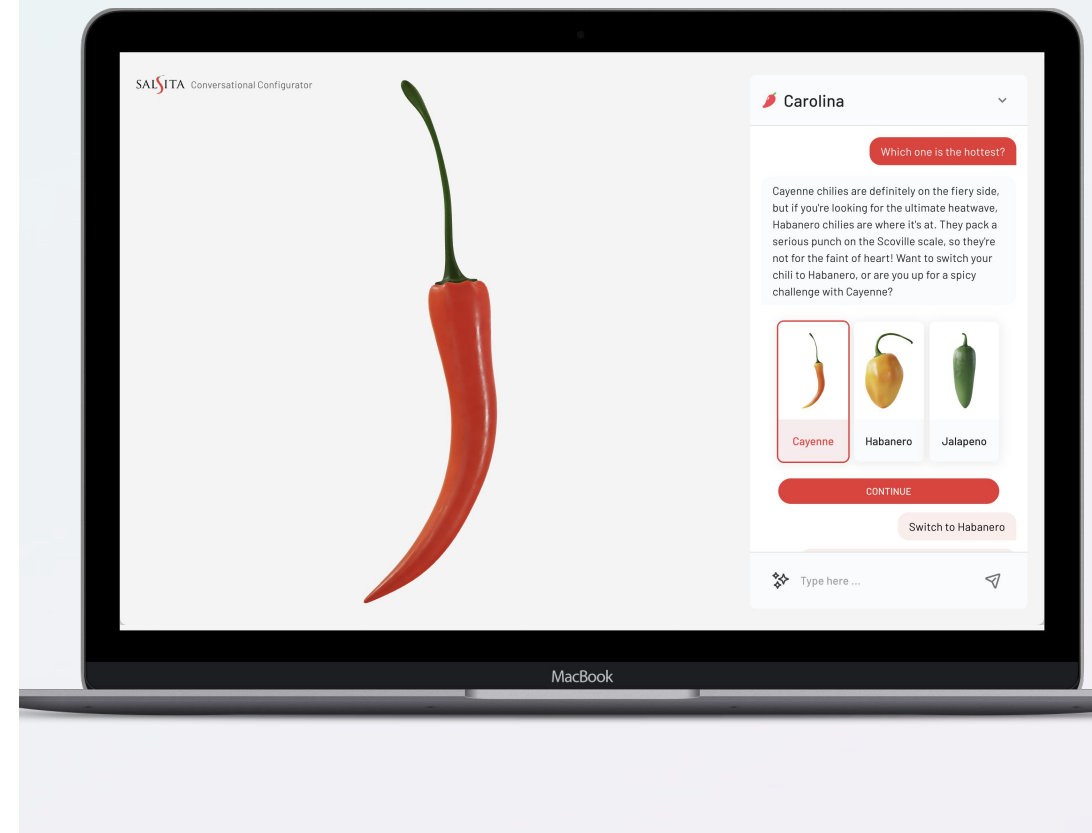 SALSITA Conversational Configurator
Carolina
Which one is the hottest?
Cayenne chilies are definitely on the fiery side,
but if you're looking for the ultimate heatwave,
Habanero chilies are where it's at. They pack a
serious punch on the Scoville scale, so they're
not for the faint of heart! Want to switch your
chili to Habanero, or are you up for a spicy
challenge with Cayenne?
Cayenne Habanero Jalapeno
CONTINUE
Switch to Habanero
Type here ...
MacBook